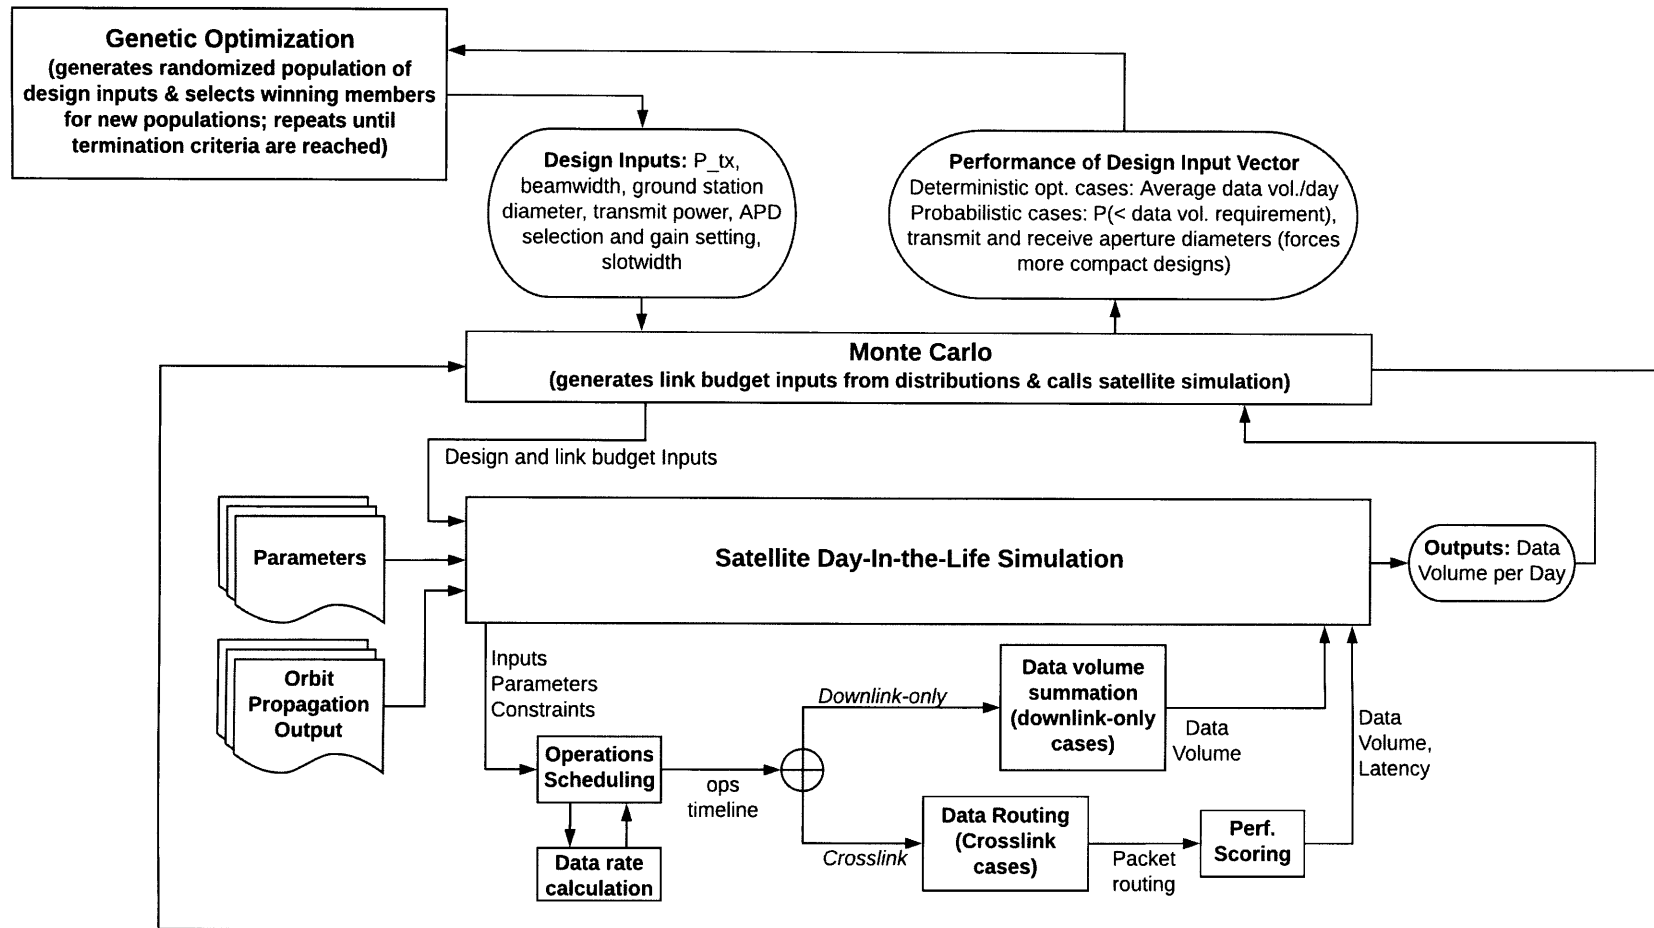 Genetic Optimization
(generates randomized population of
design inputs & selects winning members
for new populations; repeats until
termination criteria are reached)
Design Inputs: P_tx,
beamwidth, ground station
diameter, transmit power, APD
selection and gain setting,
slotwidth
Performance of Design Input Vector
Deterministic opt. cases: Average data vol./day
Probabilistic cases: P(< data vol. requirement),
transmit and receive aperture diameters (forces
more compact designs)
Monte Carlo
(generates link budget inputs from distributions & calls satellite simulation)
Design and link budget Inputs
Parameters
Satellite Day-In-the-Life Simulation
Outputs: Data
Volume per Day
Orbit
Propagation
Output
Inputs
Parameters
Constraints
Operations
Scheduling
ops
timeline
Data rate
calculation
Downlink-only
Data volume
summation
(downlink-only
cases)
Data
Volume
Data
Volume,
Latency
Crosslink
Data Routing
(Crosslink
cases)
Packet
routing
Perf.
Scoring